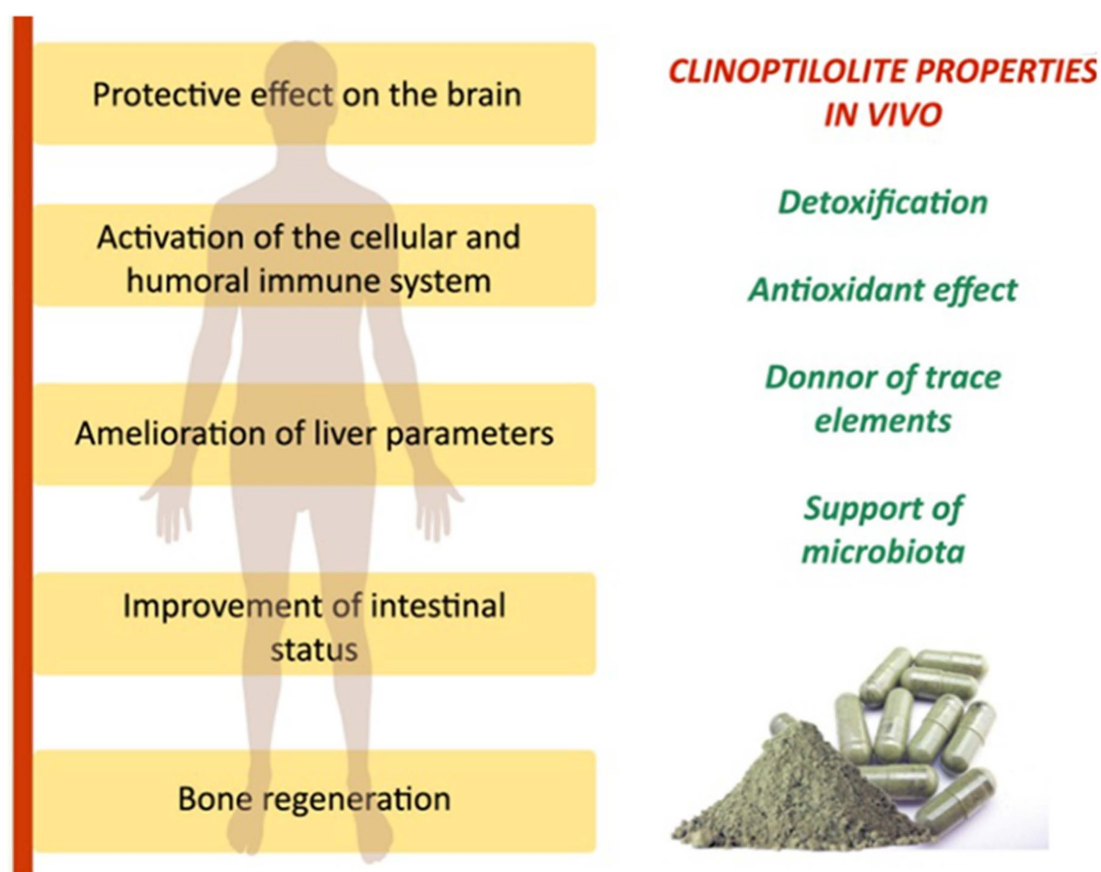 Protective effect on the brain
Activation of the cellular and
humoral immune system
Amelioration of liver parameters
Improvement of intestinal
status
Bone regeneration
CLINOPTILOLITE PROPERTIES
IN VIVO
Detoxification
Antioxidant effect
Donnor of trace
elements
Support of
microbiota